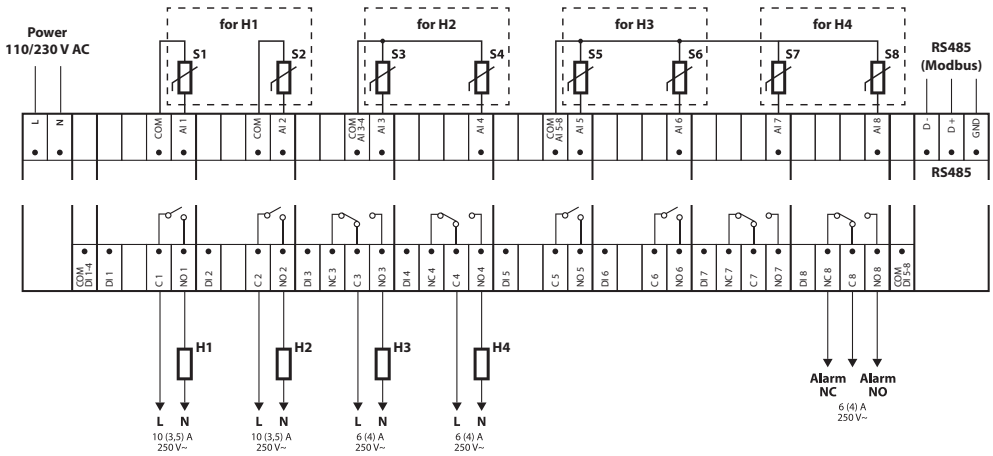 Power
110/230 V AC
for H1
for H2
for H3
for H4
RS485
(Modbus)
S1
S2
S3
S4
S5
S6
S7
S8
L
N
COM
AI 1
COM
AI 2
COM
AI 3-4
AI 3
AI 4
COM
AI 5-8
AI 5
AI 6
AI 7
AI 8
D -
D +
GND
RS485
COM
DI 1-4
DI 1
C 1
NO 1
DI 2
C 2
NO 2
DI 3
NC 3
C 3
NO 3
DI 4
NC 4
C 4
NO 4
DI 5
C 5
NO 5
DI 6
C 6
NO 6
DI 7
NC 7
C 7
NO 7
DI 8
NC 8
C 8
NO 8
COM
DI 5-8
H1
H2
H3
H4
L N
10 (3,5) A
250 V~
L N
10 (3,5) A
250 V~
L N
6 (4) A
250 V~
L N
6 (4) A
250 V~
Alarm
NC
Alarm
NO
6 (4) A
250 V~